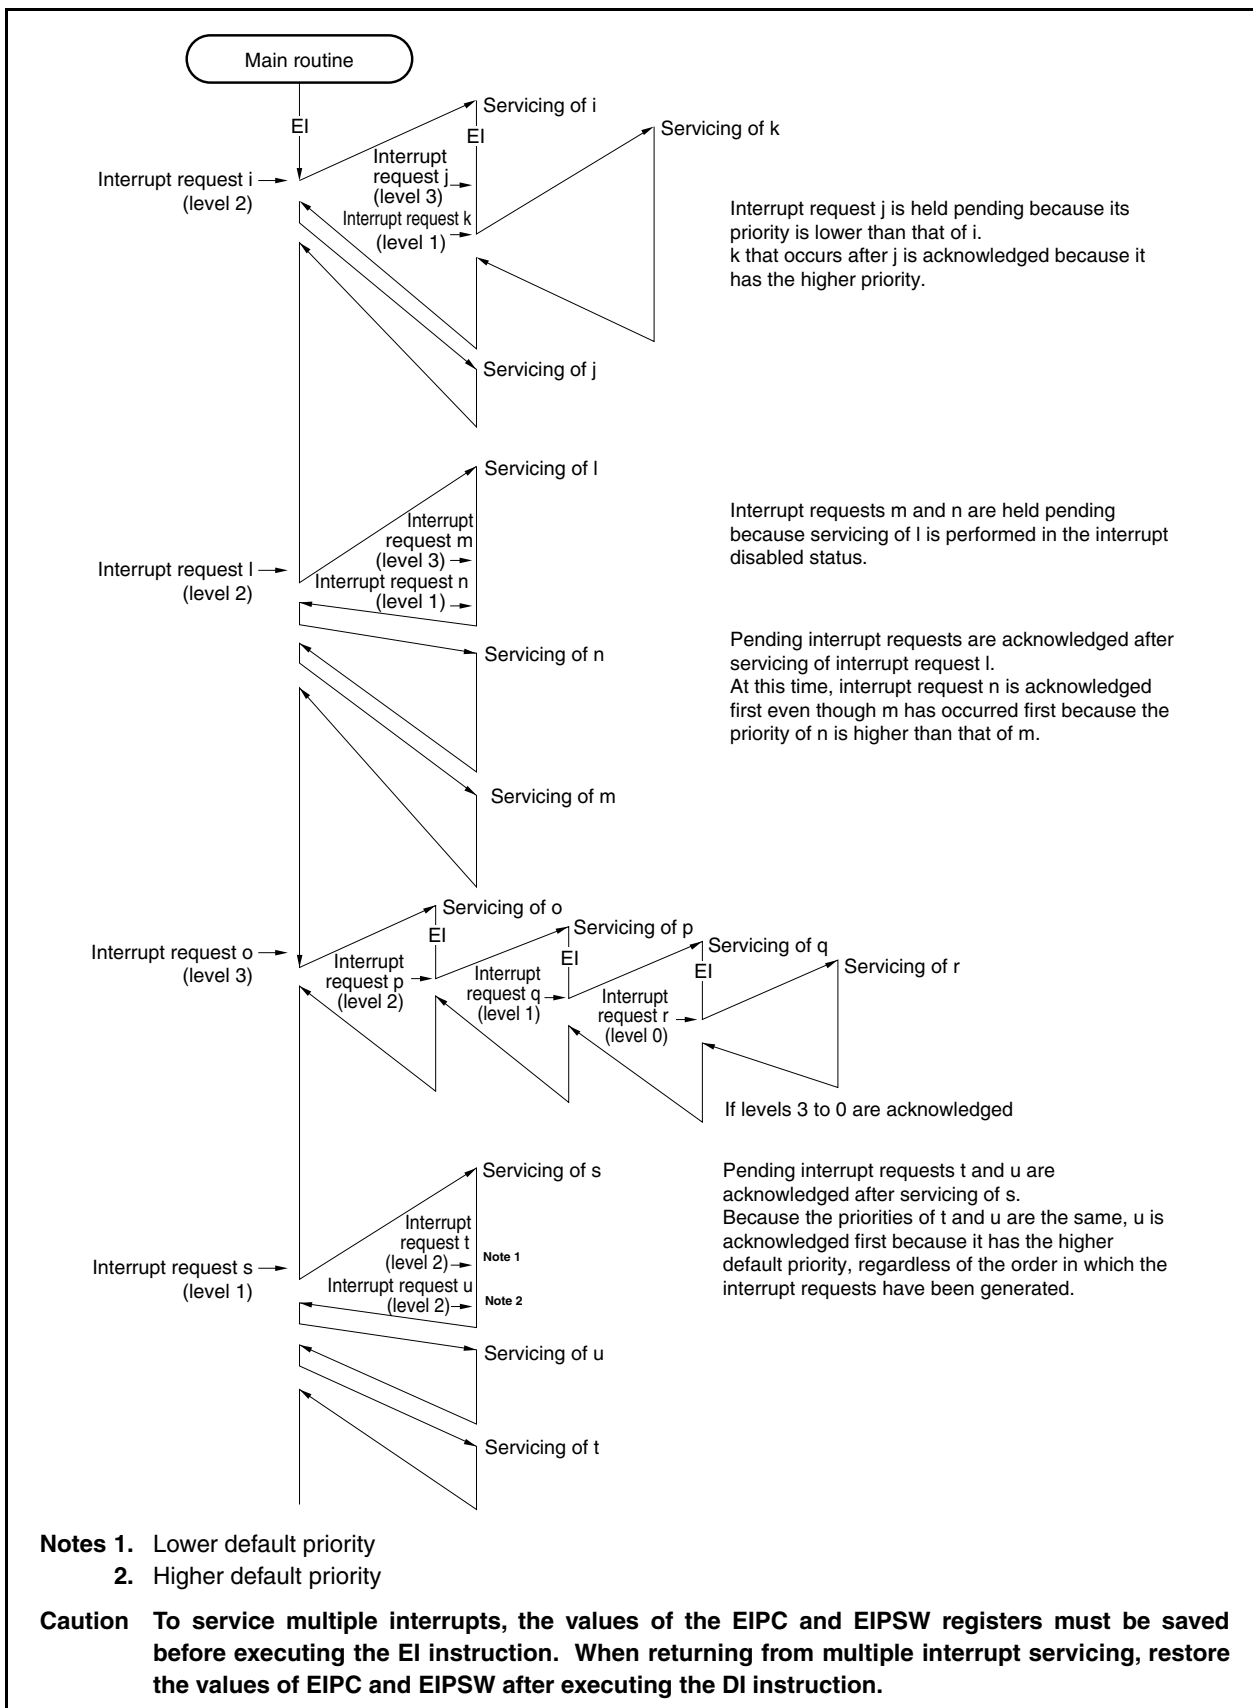 Main routine
EI
Servicing of i
EI
Servicing of k
Interrupt
request j
(level 3)
Interrupt request i
(level 2)
Interrupt request k
(level 1)
Interrupt request j is held pending because its
priority is lower than that of i.
k that occurs after j is acknowledged because it
has the higher priority.
Servicing of j
Servicing of l
Interrupt
request m
(level 3)
Interrupt request l
(level 2)
Interrupt request n
(level 1)
Interrupt requests m and n are held pending
because servicing of l is performed in the interrupt
disabled status.
Servicing of n
Pending interrupt requests are acknowledged after
servicing of interrupt request l.
At this time, interrupt request n is acknowledged
first even though m has occurred first because the
priority of n is higher than that of m.
Servicing of m
Servicing of o
EI
Servicing of p
EI
Servicing of q
EI
Servicing of r
Interrupt request o
(level 3)
Interrupt
request p
(level 2)
Interrupt
request q
(level 1)
Interrupt
request r
(level 0)
If levels 3 to 0 are acknowledged
Servicing of s
Interrupt
request t
(level 2)
Note 1
Interrupt request s
(level 1)
Interrupt request u
(level 2)
Note 2
Pending interrupt requests t and u are
acknowledged after servicing of s.
Because the priorities of t and u are the same, u is
acknowledged first because it has the higher
default priority, regardless of the order in which the
interrupt requests have been generated.
Servicing of u
Servicing of t
Notes 1. Lower default priority
2. Higher default priority
Caution To service multiple interrupts, the values of the EIPC and EIPSW registers must be saved
before executing the EI instruction. When returning from multiple interrupt servicing, restore
the values of EIPC and EIPSW after executing the DI instruction.